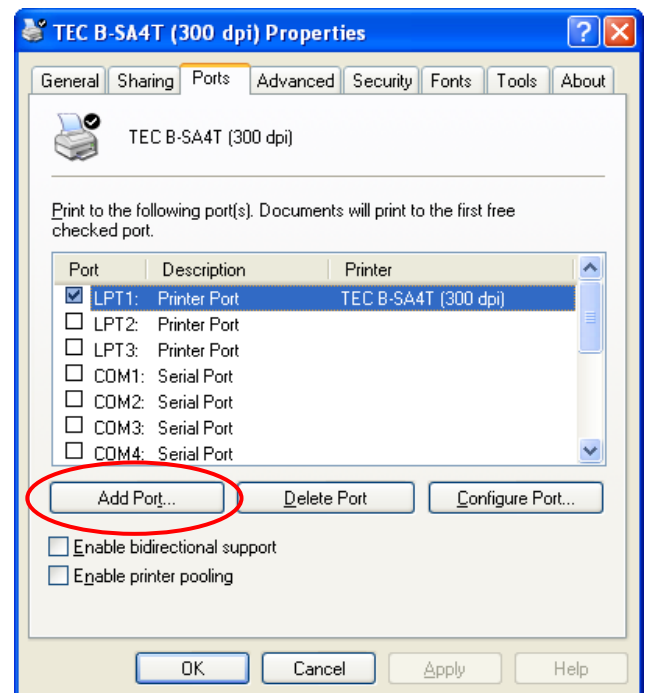 TEC B-SA4T (300 dpi) Properties
General Sharing Ports Advanced Security Fonts Tools About
TEC B-SA4T (300 dpi)
Print to the following port(s). Documents will print to the first free
checked port.
Port Description Printer
LPT1: Printer Port TEC B-SA4T (300 dpi)
LPT2: Printer Port
LPT3: Printer Port
COM1: Serial Port
COM2: Serial Port
COM3: Serial Port
COM4: Serial Port
Add Port... Delete Port Configure Port...
Enable bidirectional support
Enable printer pooling
OK Cancel Apply Help